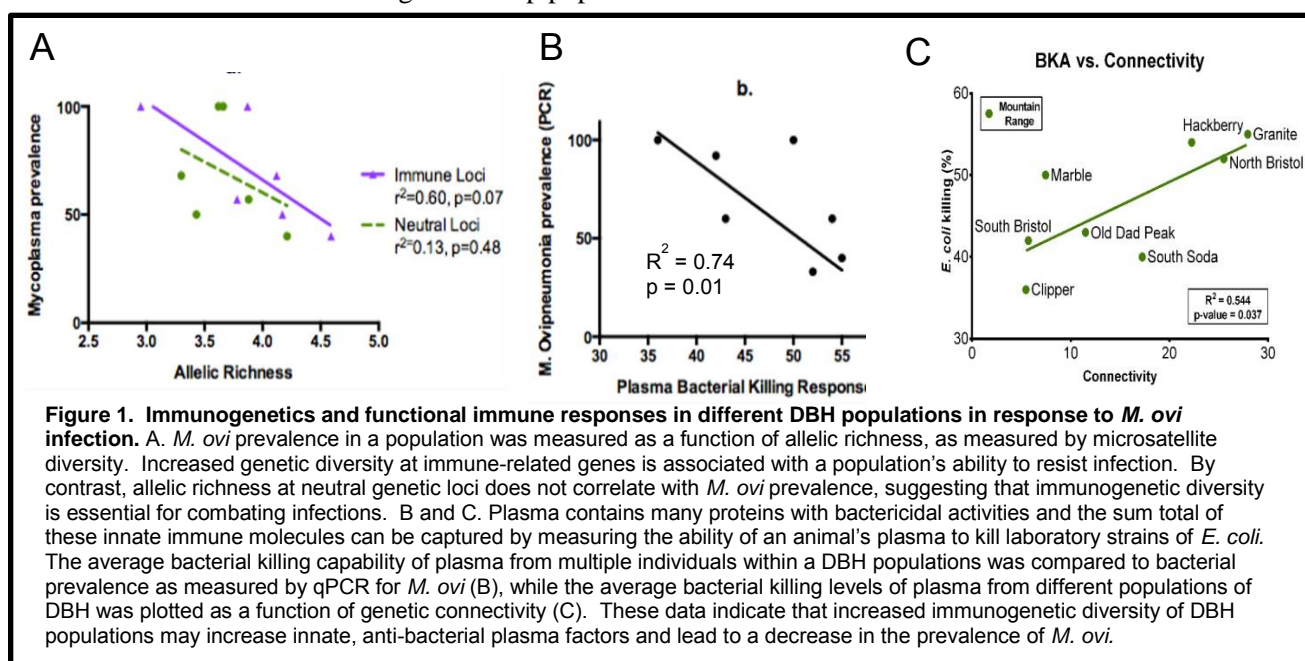 A
B
C
b.
BKA vs. Connectivity
100
50
0
Mycoplasma prevalence
2.5 3.0 3.5 4.0 4.5 5.0
Allelic Richness
Immune Loci
r²=0.60, p=0.07
Neutral Loci
r²=0.13, p=0.48
M. Ovipneumonia prevalence (PCR)
100
50
0
R² = 0.74
p = 0.01
30 35 40 45 50 55
Plasma Bacterial Killing Response
60
50
40
30
E. coli killing (%)
Mountain
Range
Hackberry
Granite
North Bristol
Marble
South Bristol
Old Dad Peak
South Soda
Clipper
R² = 0.544
p-value = 0.037
0 10 20 30
Connectivity
Figure 1. Immunogenetics and functional immune responses in different DBH populations in response to M. ovi
infection. A. M. ovi prevalence in a population was measured as a function of allelic richness, as measured by microsatellite
diversity. Increased genetic diversity at immune-related genes is associated with a population's ability to resist infection. By
contrast, allelic richness at neutral genetic loci does not correlate with M. ovi prevalence, suggesting that immunogenetic diversity
is essential for combating infections. B and C. Plasma contains many proteins with bactericidal activities and the sum total of
these innate immune molecules can be captured by measuring the ability of an animal's plasma to kill laboratory strains of E. coli.
The average bacterial killing capability of plasma from multiple individuals within a DBH populations was compared to bacterial
prevalence as measured by qPCR for M. ovi (B), while the average bacterial killing levels of plasma from different populations of
DBH was plotted as a function of genetic connectivity (C). These data indicate that increased immunogenetic diversity of DBH
populations may increase innate, anti-bacterial plasma factors and lead to a decrease in the prevalence of M. ovi.